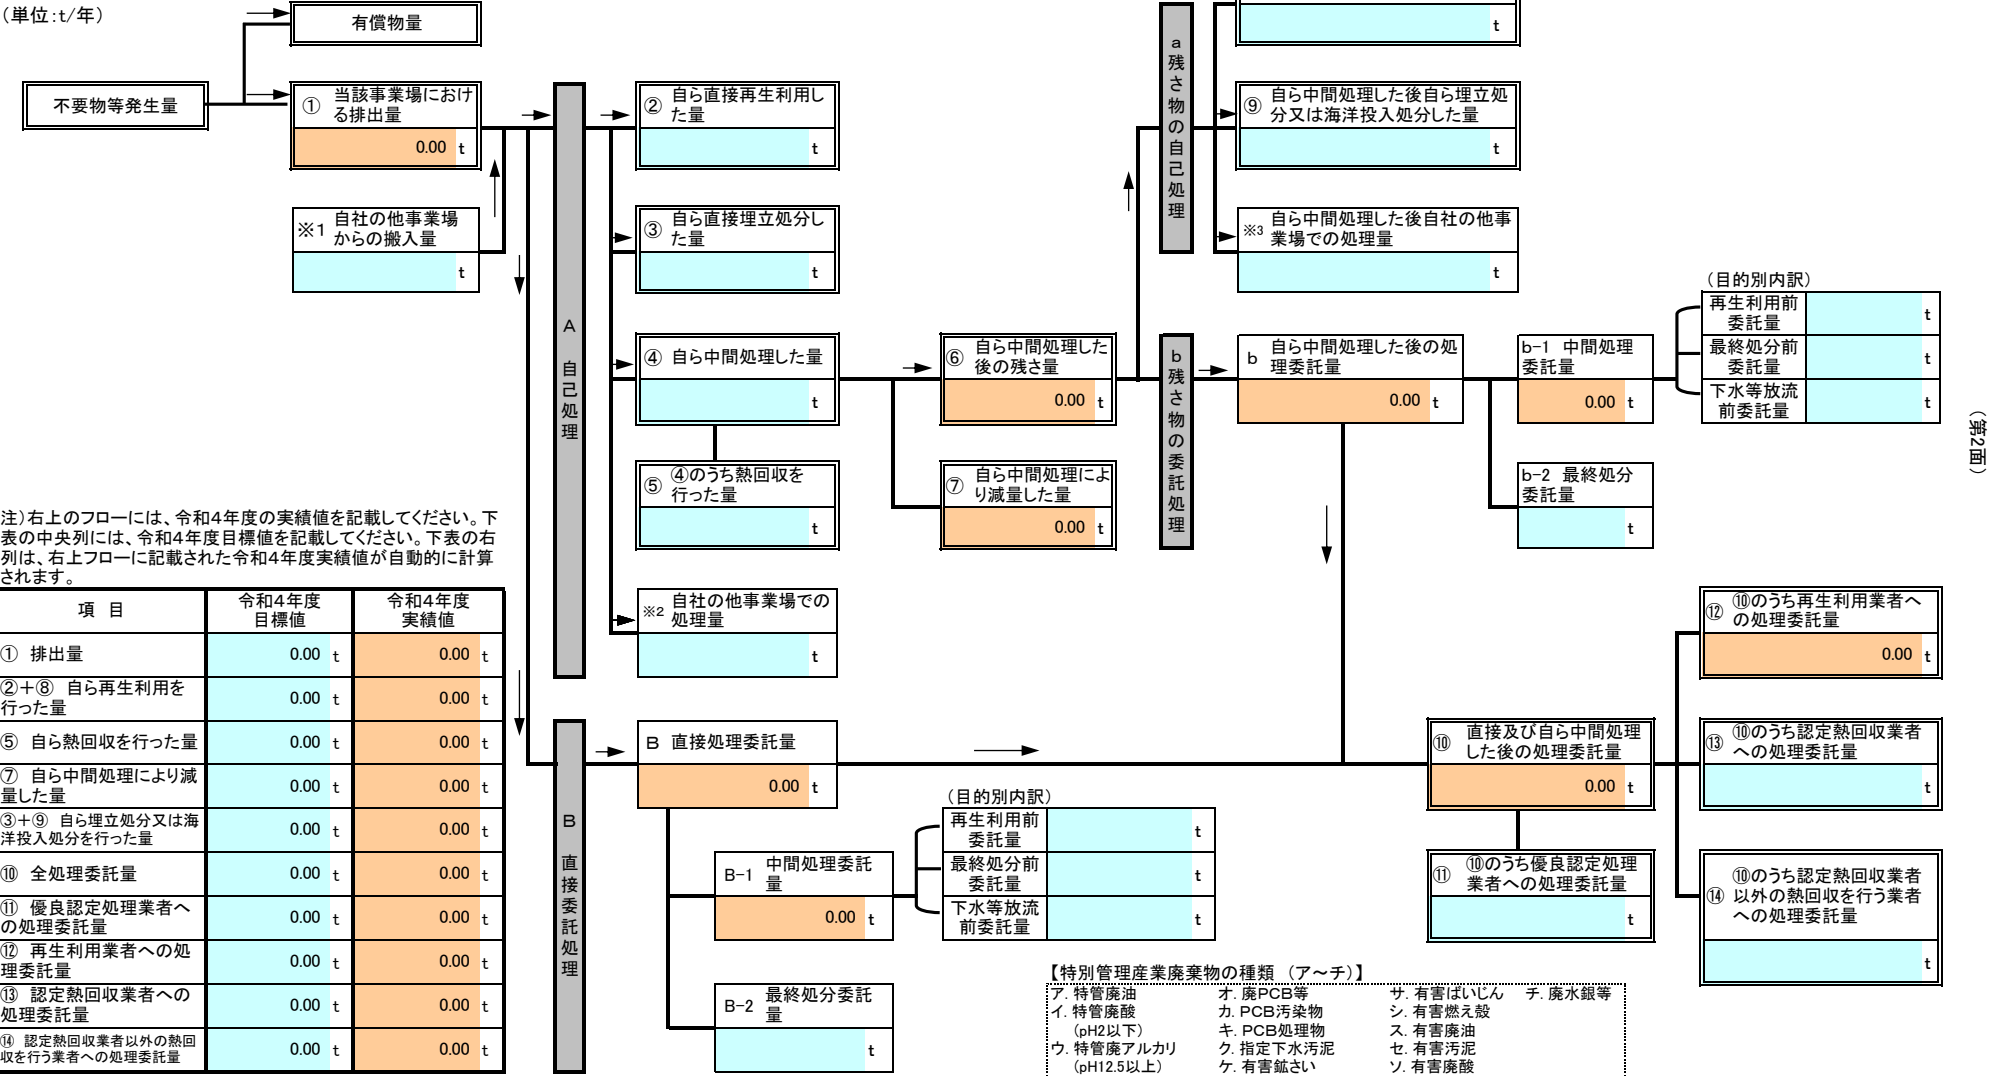 （単位:t/年）
有償物量
不要物等発生量
① 当該事業場におけ
る排出量
0.00 t
※1 自社の他事業場
からの搬入量
t
A 自己処理
② 自ら直接再生利用し
た量
t
③ 自ら直接埋立処分し
た量
t
④ 自ら中間処理した量
t
⑤ ④のうち熱回収を
行った量
t
※2 自社の他事業場での
処理量
t
⑥ 自ら中間処理した
後の残さ量
0.00 t
⑦ 自ら中間処理によ
り減量した量
0.00 t
a残さ物の自己処理
t
⑨ 自ら中間処理した後自ら埋立処
分又は海洋投入処分した量
t
※3 自ら中間処理した後自社の他事
業場での処理量
t
b残さ物の委託処理
b 自ら中間処理した後の処
理委託量
0.00 t
b-1 中間処理
委託量
0.00 t
b-2 最終処分
委託量
t
（目的別内訳）
再生利用前
委託量
t
最終処分前
委託量
t
下水等放流
前委託量
t
（第2面）
注）右上のフローには、令和4年度の実績値を記載してください。下
表の中央列には、令和4年度目標値を記載してください。下表の右
列は、右上フローに記載された令和4年度実績値が自動的に計算
されます。
項 目
令和4年度
目標値
令和4年度
実績値
① 排出量 0.00 t 0.00 t
②＋⑧ 自ら再生利用を
行った量 0.00 t 0.00 t
⑤ 自ら熱回収を行った量 0.00 t 0.00 t
⑦ 自ら中間処理により減
量した量 0.00 t 0.00 t
③＋⑨ 自ら埋立処分又は海
洋投入処分を行った量 0.00 t 0.00 t
⑩ 全処理委託量 0.00 t 0.00 t
⑪ 優良認定処理業者へ
の処理委託量 0.00 t 0.00 t
⑫ 再生利用業者への処
理委託量 0.00 t 0.00 t
⑬ 認定熱回収業者への
処理委託量 0.00 t 0.00 t
⑭ 認定熱回収業者以外の熱回
収を行う業者への処理委託量 0.00 t 0.00 t
B 直接委託処理
B 直接処理委託量
0.00 t
B-1 中間処理委託
量
0.00 t
B-2 最終処分委託
量
t
（目的別内訳）
再生利用前
委託量
t
最終処分前
委託量
t
下水等放流
前委託量
t
⑩ 直接及び自ら中間処理
した後の処理委託量
0.00 t
⑪ ⑩のうち優良認定処理
業者への処理委託量
t
⑫ ⑩のうち再生利用業者へ
の処理委託量
0.00 t
⑬ ⑩のうち認定熱回収業者
への処理委託量
t
⑭ ⑩のうち認定熱回収業者
以外の熱回収を行う業者
への処理委託量
t
【特別管理産業廃棄物の種類 （ア～チ）】
ア. 特管廃油 オ. 廃PCB等 サ. 有害ばいじん チ. 廃水銀等
イ. 特管廃酸 カ. PCB汚染物 シ. 有害燃え殻
（pH2以下） キ. PCB処理物 ス. 有害廃油
ウ. 特管廃アルカリ ク. 指定下水汚泥 セ. 有害汚泥
（pH12.5以上） ケ. 有害鉱さい ソ. 有害廃酸